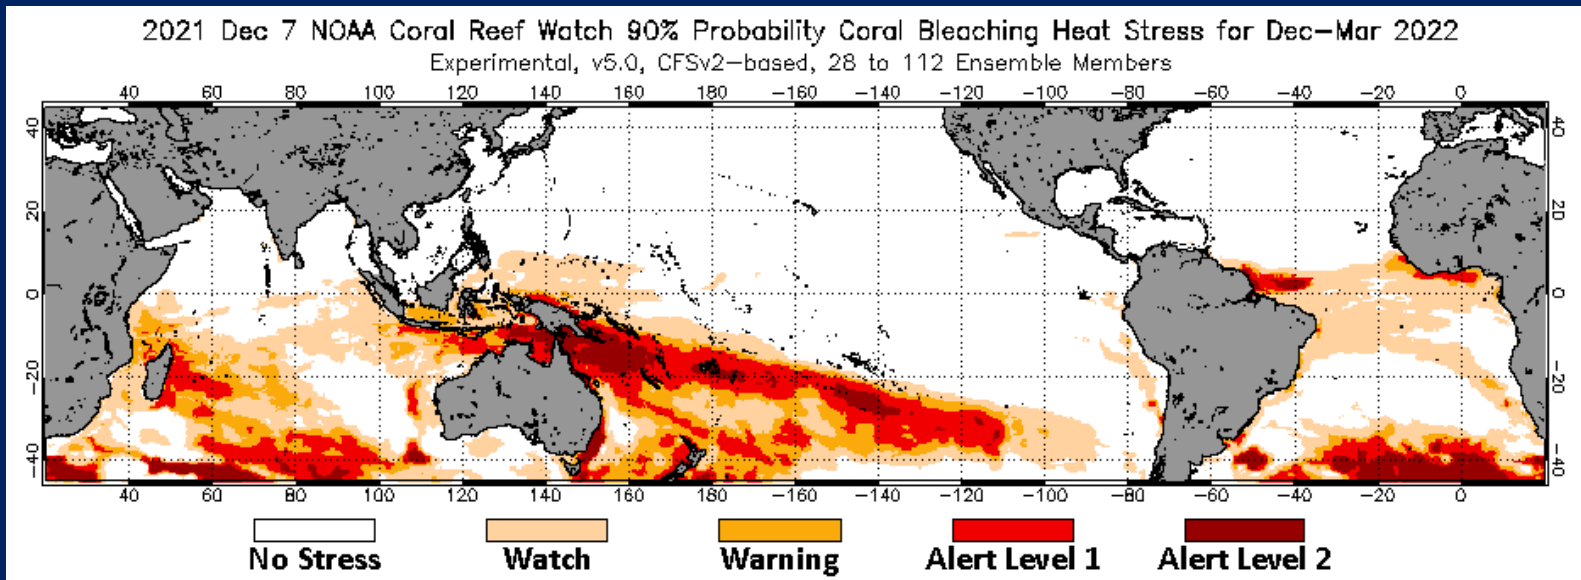 2021 Dec 7 NOAA Coral Reef Watch 90% Probability Coral Bleaching Heat Stress for Dec-Mar 2022
Experimental, v5.0, CFSv2-based, 28 to 112 Ensemble Members
40 60 80 100 120 140 160 180 -160 -140 -120 -100 -80 -60 -40 -20 0
40 40
20 20
0 0
-20 -20
-40 -40
40 60 80 100 120 140 160 180 -160 -140 -120 -100 -80 -60 -40 -20 0
No Stress Watch Warning Alert Level 1 Alert Level 2